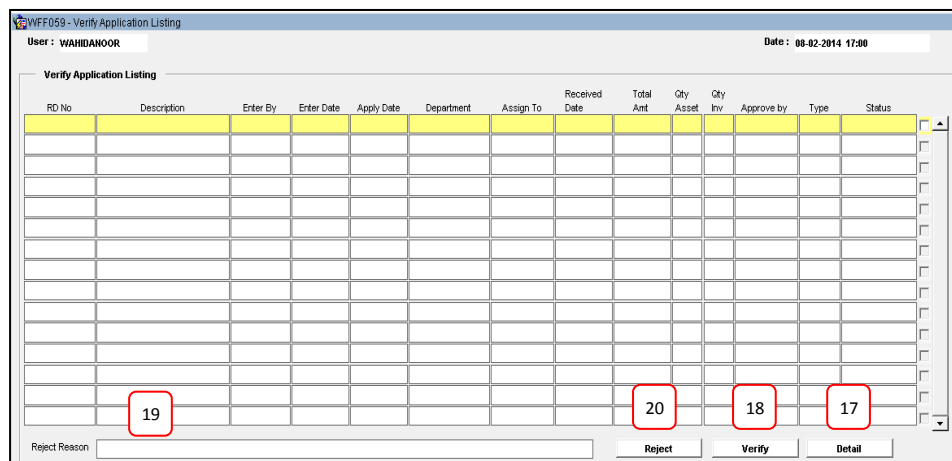 WFF059 - Verify Application Listing
User : WAHIDANOOR Date : 08-02-2014 17:00
Verify Application Listing
RD No Description Enter By Enter Date Apply Date Department Assign To Received Date Total Amt Qty Asset Qty Inv Approve by Type Status
19 20 18 17
Reject Reason Reject Verify Detail